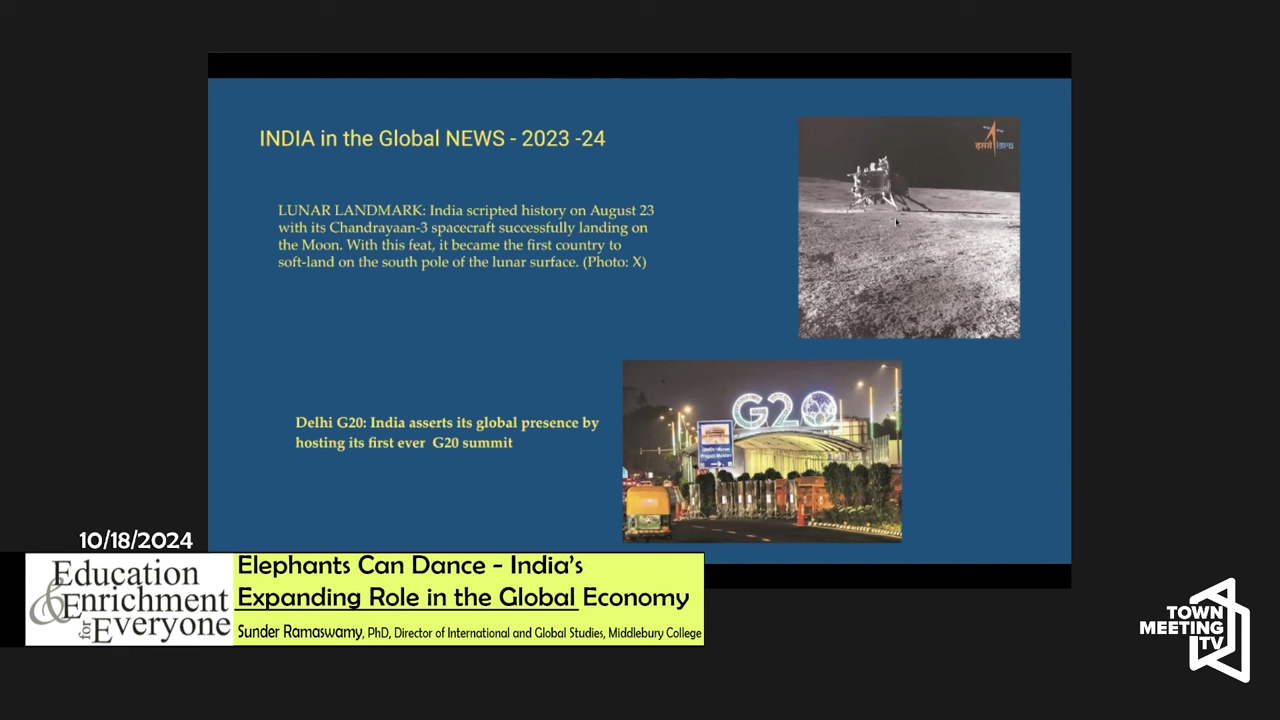 INDIA in the Global NEWS - 2023 -24
LUNAR LANDMARK: India scripted history on August 23
with its Chandrayaan-3 spacecraft successfully landing on
the Moon. With this feat, it became the first country to
soft-land on the south pole of the lunar surface. (Photo: X)
इसरो isro
Delhi G20: India asserts its global presence by
hosting its first ever G20 summit
G20
10/18/2024
Education
& Enrichment
for Everyone
Elephants Can Dance - India's
Expanding Role in the Global Economy
Sunder Ramaswamy, PhD, Director of International and Global Studies, Middlebury College
TOWN
MEETING
TV